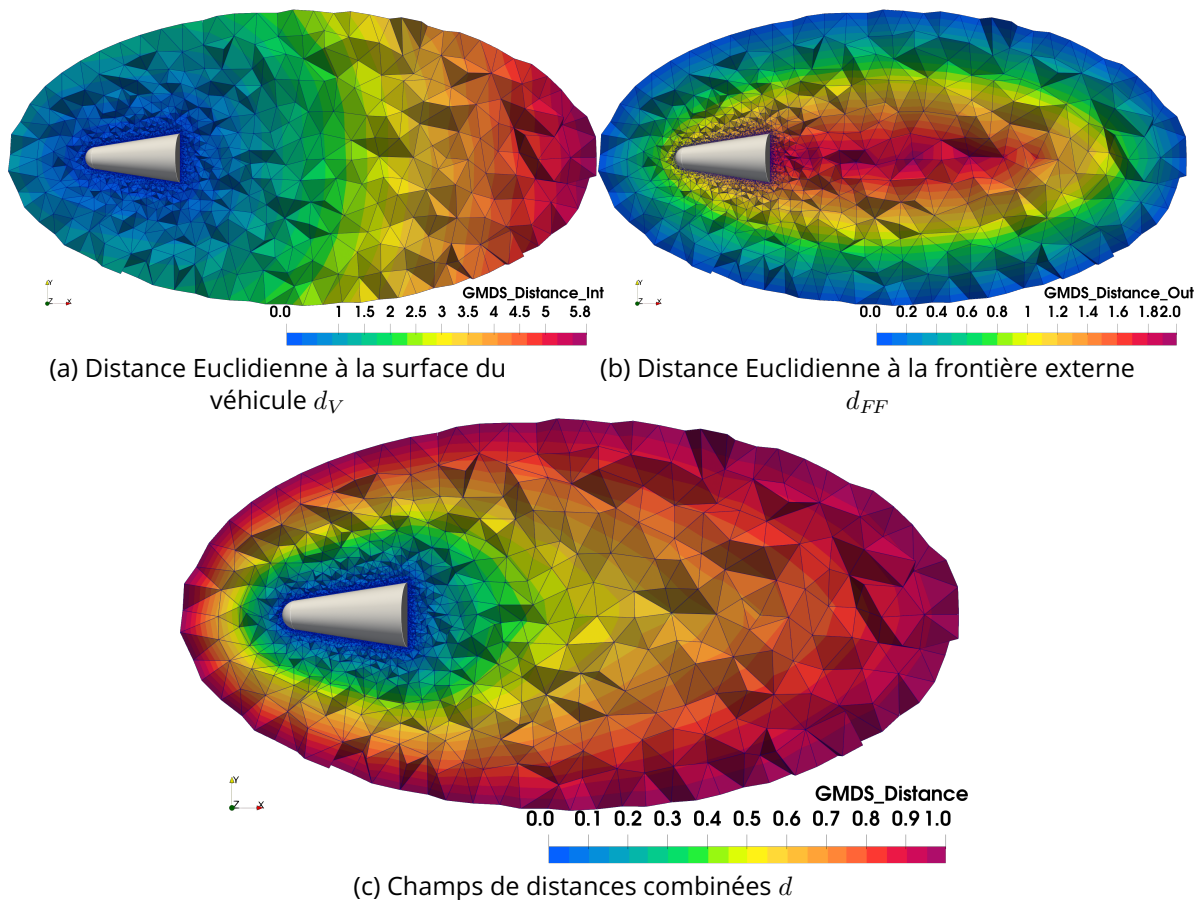 GMDS_Distance_Int
0.0 1 1.5 2 2.5 3 3.5 4 4.5 5 5.8
Y
Z X
(a) Distance Euclidienne à la surface du
véhicule d_V
GMDS_Distance_Out
0.0 0.2 0.4 0.6 0.8 1 1.2 1.4 1.6 1.8 2.0
Y
Z X
(b) Distance Euclidienne à la frontière externe
d_{FF}
Y
Z X
GMDS_Distance
0.0 0.1 0.2 0.3 0.4 0.5 0.6 0.7 0.8 0.9 1.0
(c) Champs de distances combinées d